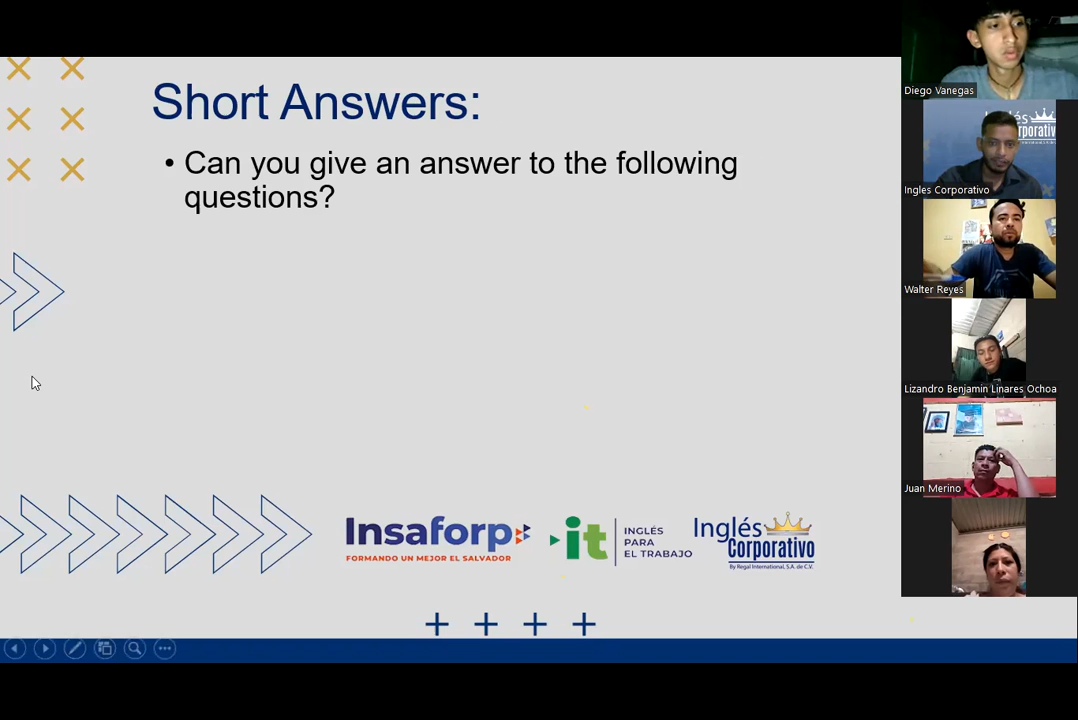 Short Answers:
• Can you give an answer to the following
questions?
Insaforp
FORMANDO UN MEJOR EL SALVADOR
it
INGLÉS
PARA
EL TRABAJO
Inglés
Corporativo
By Regal International, S.A. de C.V.
Diego Vanegas
Ingles Corporativo
Walter Reyes
Lizandro Benjamin Linares Ochoa
Juan Merino